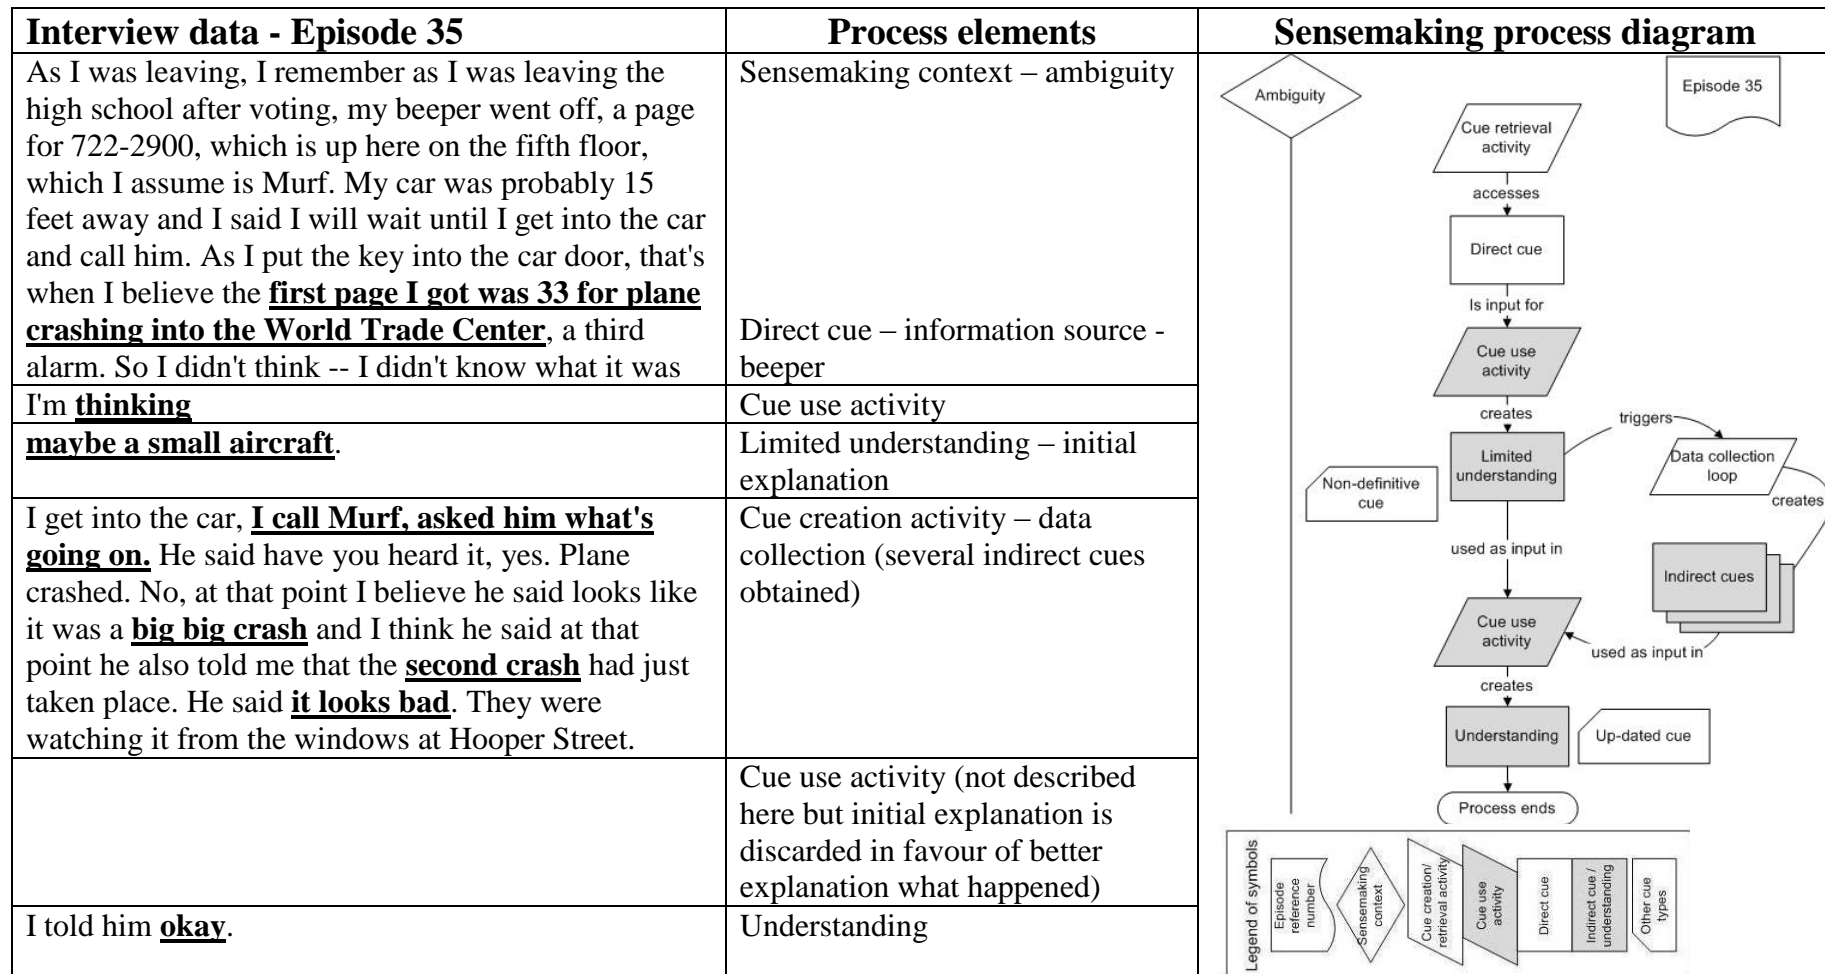 Interview data - Episode 35
Process elements
Sensemaking process diagram
As I was leaving, I remember as I was leaving the
high school after voting, my beeper went off, a page
for 722-2900, which is up here on the fifth floor,
which I assume is Murf. My car was probably 15
feet away and I said I will wait until I get into the car
and call him. As I put the key into the car door, that's
when I believe the first page I got was 33 for plane
crashing into the World Trade Center, a third
alarm. So I didn't think -- I didn't know what it was
Sensemaking context – ambiguity
Direct cue – information source -
beeper
I'm thinking
Cue use activity
maybe a small aircraft.
Limited understanding – initial
explanation
I get into the car, I call Murf, asked him what's
going on. He said have you heard it, yes. Plane
crashed. No, at that point I believe he said looks like
it was a big big crash and I think he said at that
point he also told me that the second crash had just
taken place. He said it looks bad. They were
watching it from the windows at Hooper Street.
Cue creation activity – data
collection (several indirect cues
obtained)
Cue use activity (not described
here but initial explanation is
discarded in favour of better
explanation what happened)
I told him okay.
Understanding
Ambiguity
Episode 35
Cue retrieval
activity
accesses
Direct cue
Is input for
Cue use
activity
creates
triggers
Limited
understanding
Data collection
loop
Non-definitive
cue
creates
used as input in
Indirect cues
Cue use
activity
used as input in
creates
Understanding
Up-dated cue
Process ends
Legend of symbols
Episode
reference
number
Sensemaking
context
Cue creation/
retrieval activity
Cue use
activity
Direct cue
Indirect cue /
understanding
Other cue
types